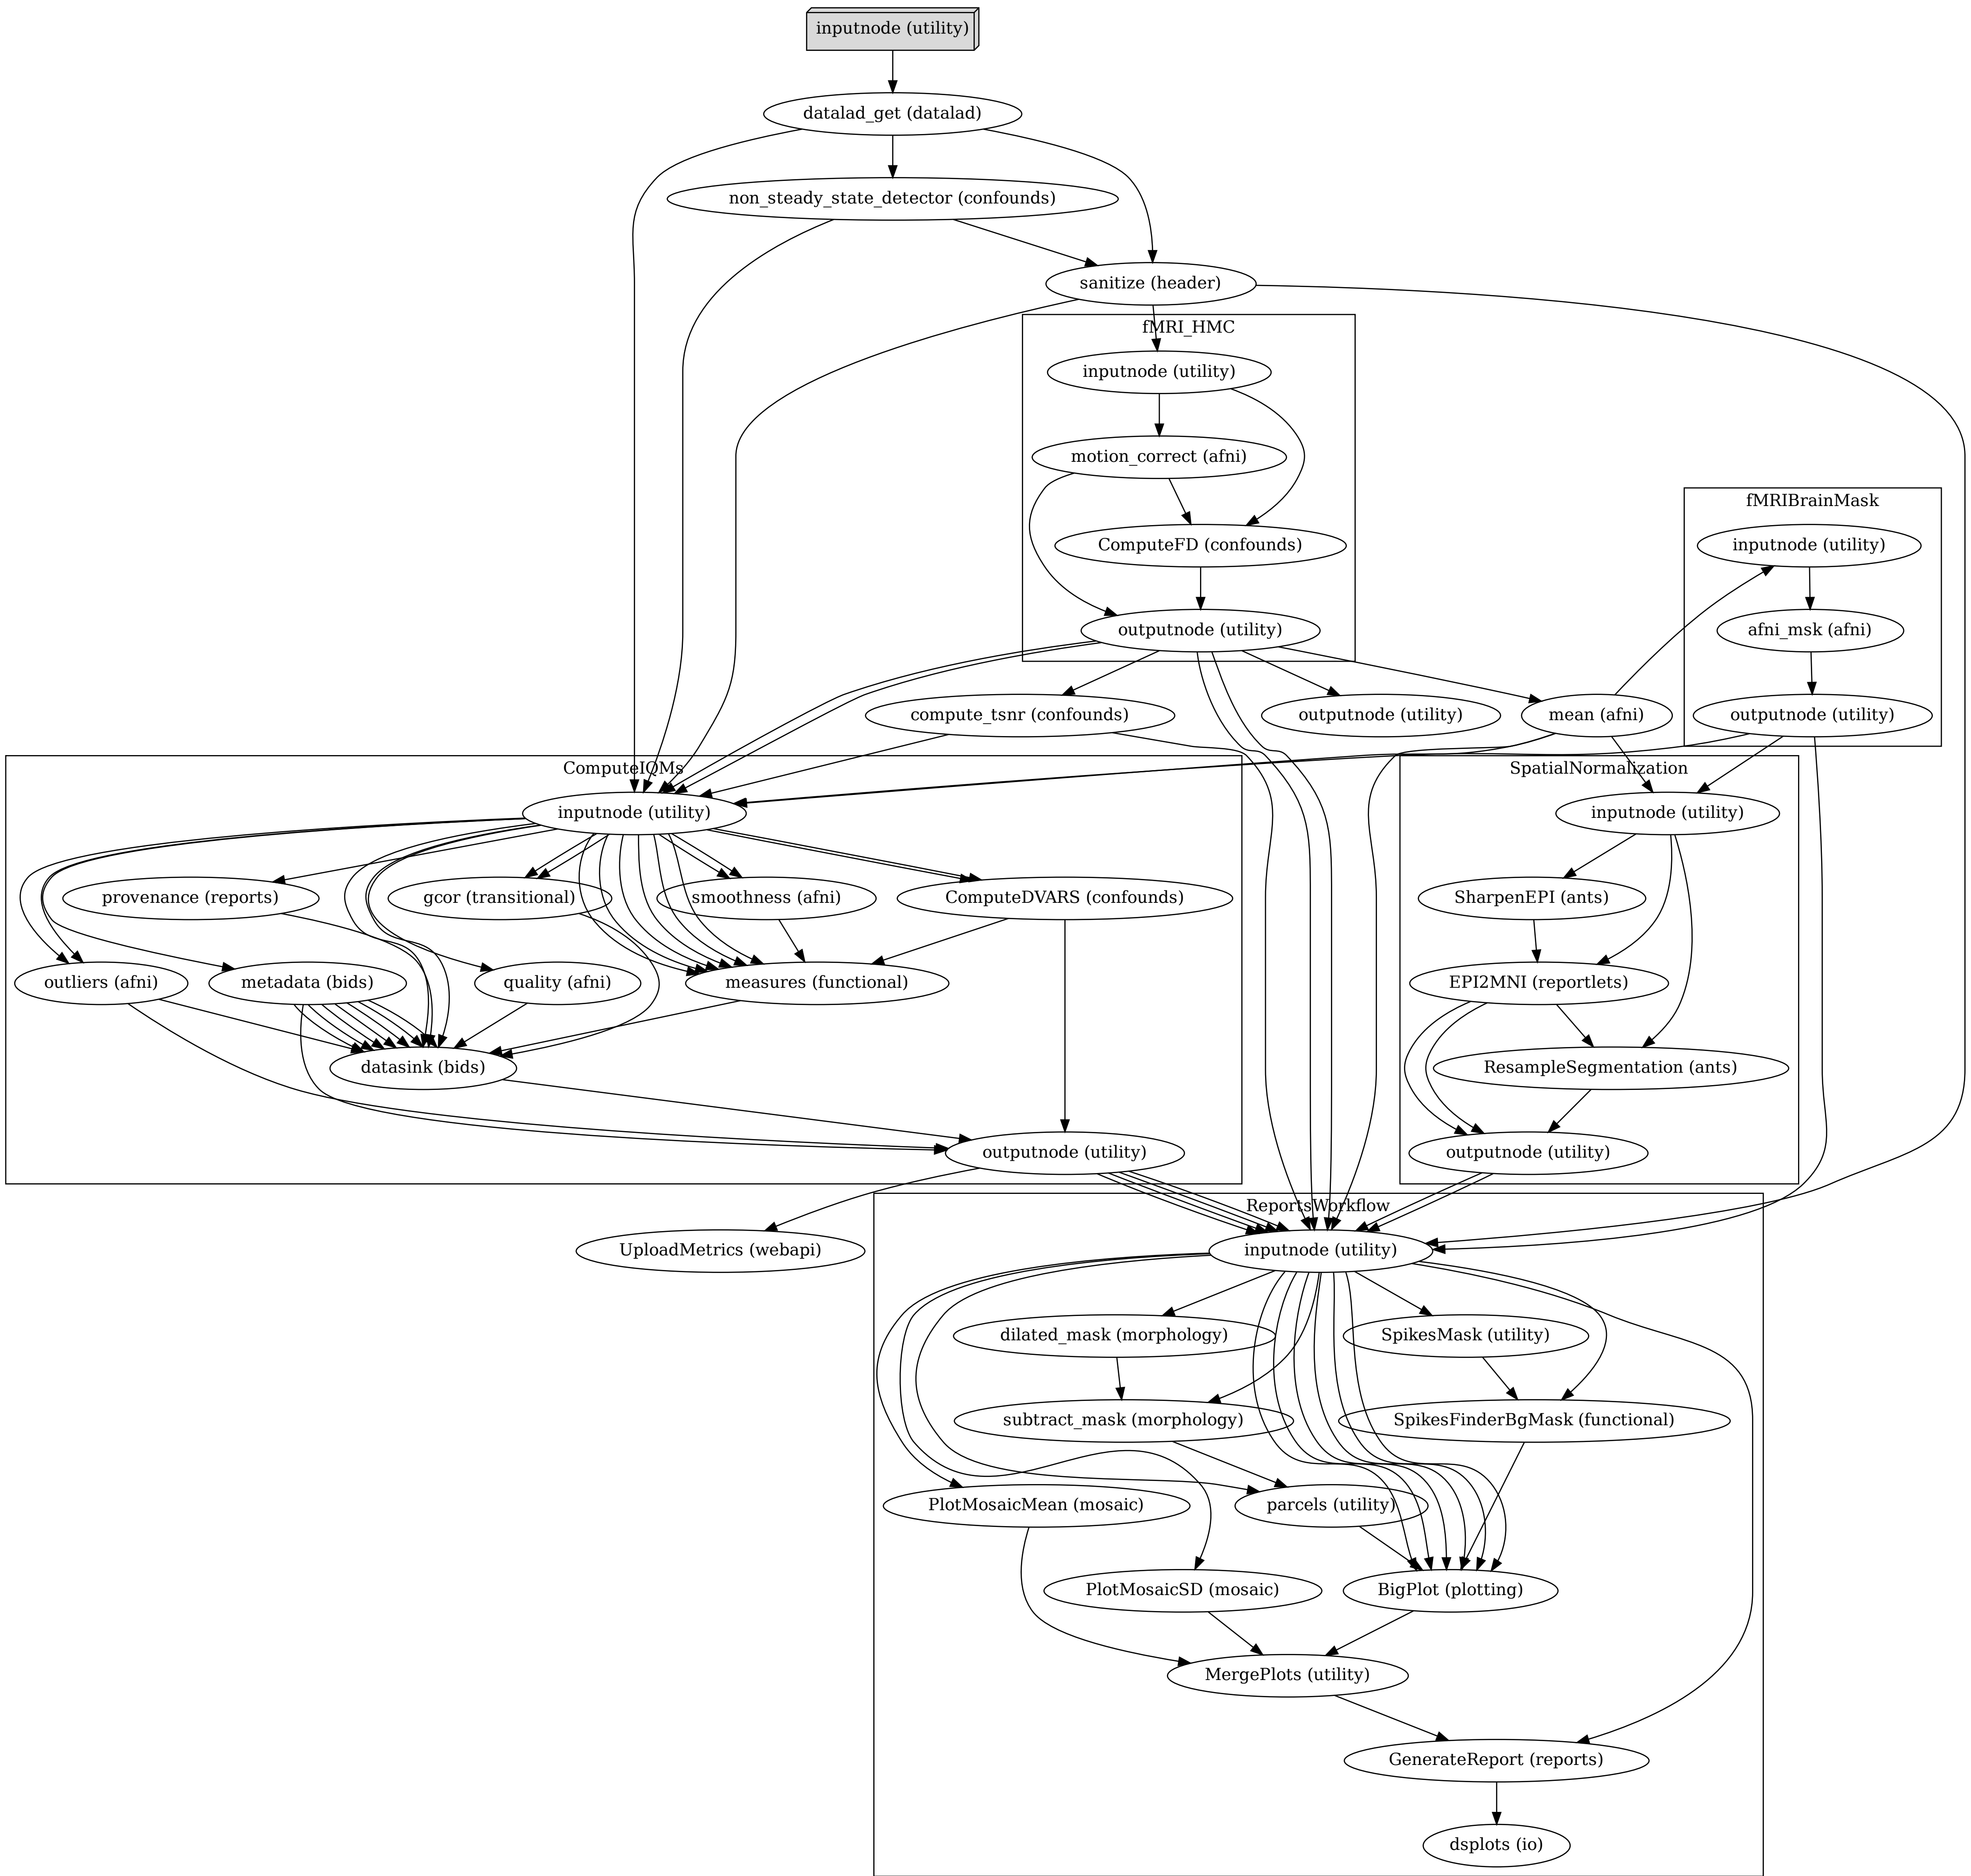 inputnode (utility)
datalad_get (datalad)
non_steady_state_detector (confounds)
sanitize (header)
fMRI_HMC
inputnode (utility)
motion_correct (afni)
fMRIBrainMask
ComputeFD (confounds)
inputnode (utility)
outputnode (utility)
afni_msk (afni)
compute_tsnr (confounds)
outputnode (utility)
mean (afni)
outputnode (utility)
ComputeIQMs
SpatialNormalization
inputnode (utility)
inputnode (utility)
provenance (reports)
gcor (transitional)
smoothness (afni)
ComputeDVARS (confounds)
SharpenEPI (ants)
outliers (afni)
metadata (bids)
quality (afni)
measures (functional)
EPI2MNI (reportlets)
datasink (bids)
ResampleSegmentation (ants)
outputnode (utility)
outputnode (utility)
ReportsWorkflow
UploadMetrics (webapi)
inputnode (utility)
dilated_mask (morphology)
SpikesMask (utility)
subtract_mask (morphology)
SpikesFinderBgMask (functional)
PlotMosaicMean (mosaic)
parcels (utility)
PlotMosaicSD (mosaic)
BigPlot (plotting)
MergePlots (utility)
GenerateReport (reports)
dsplots (io)